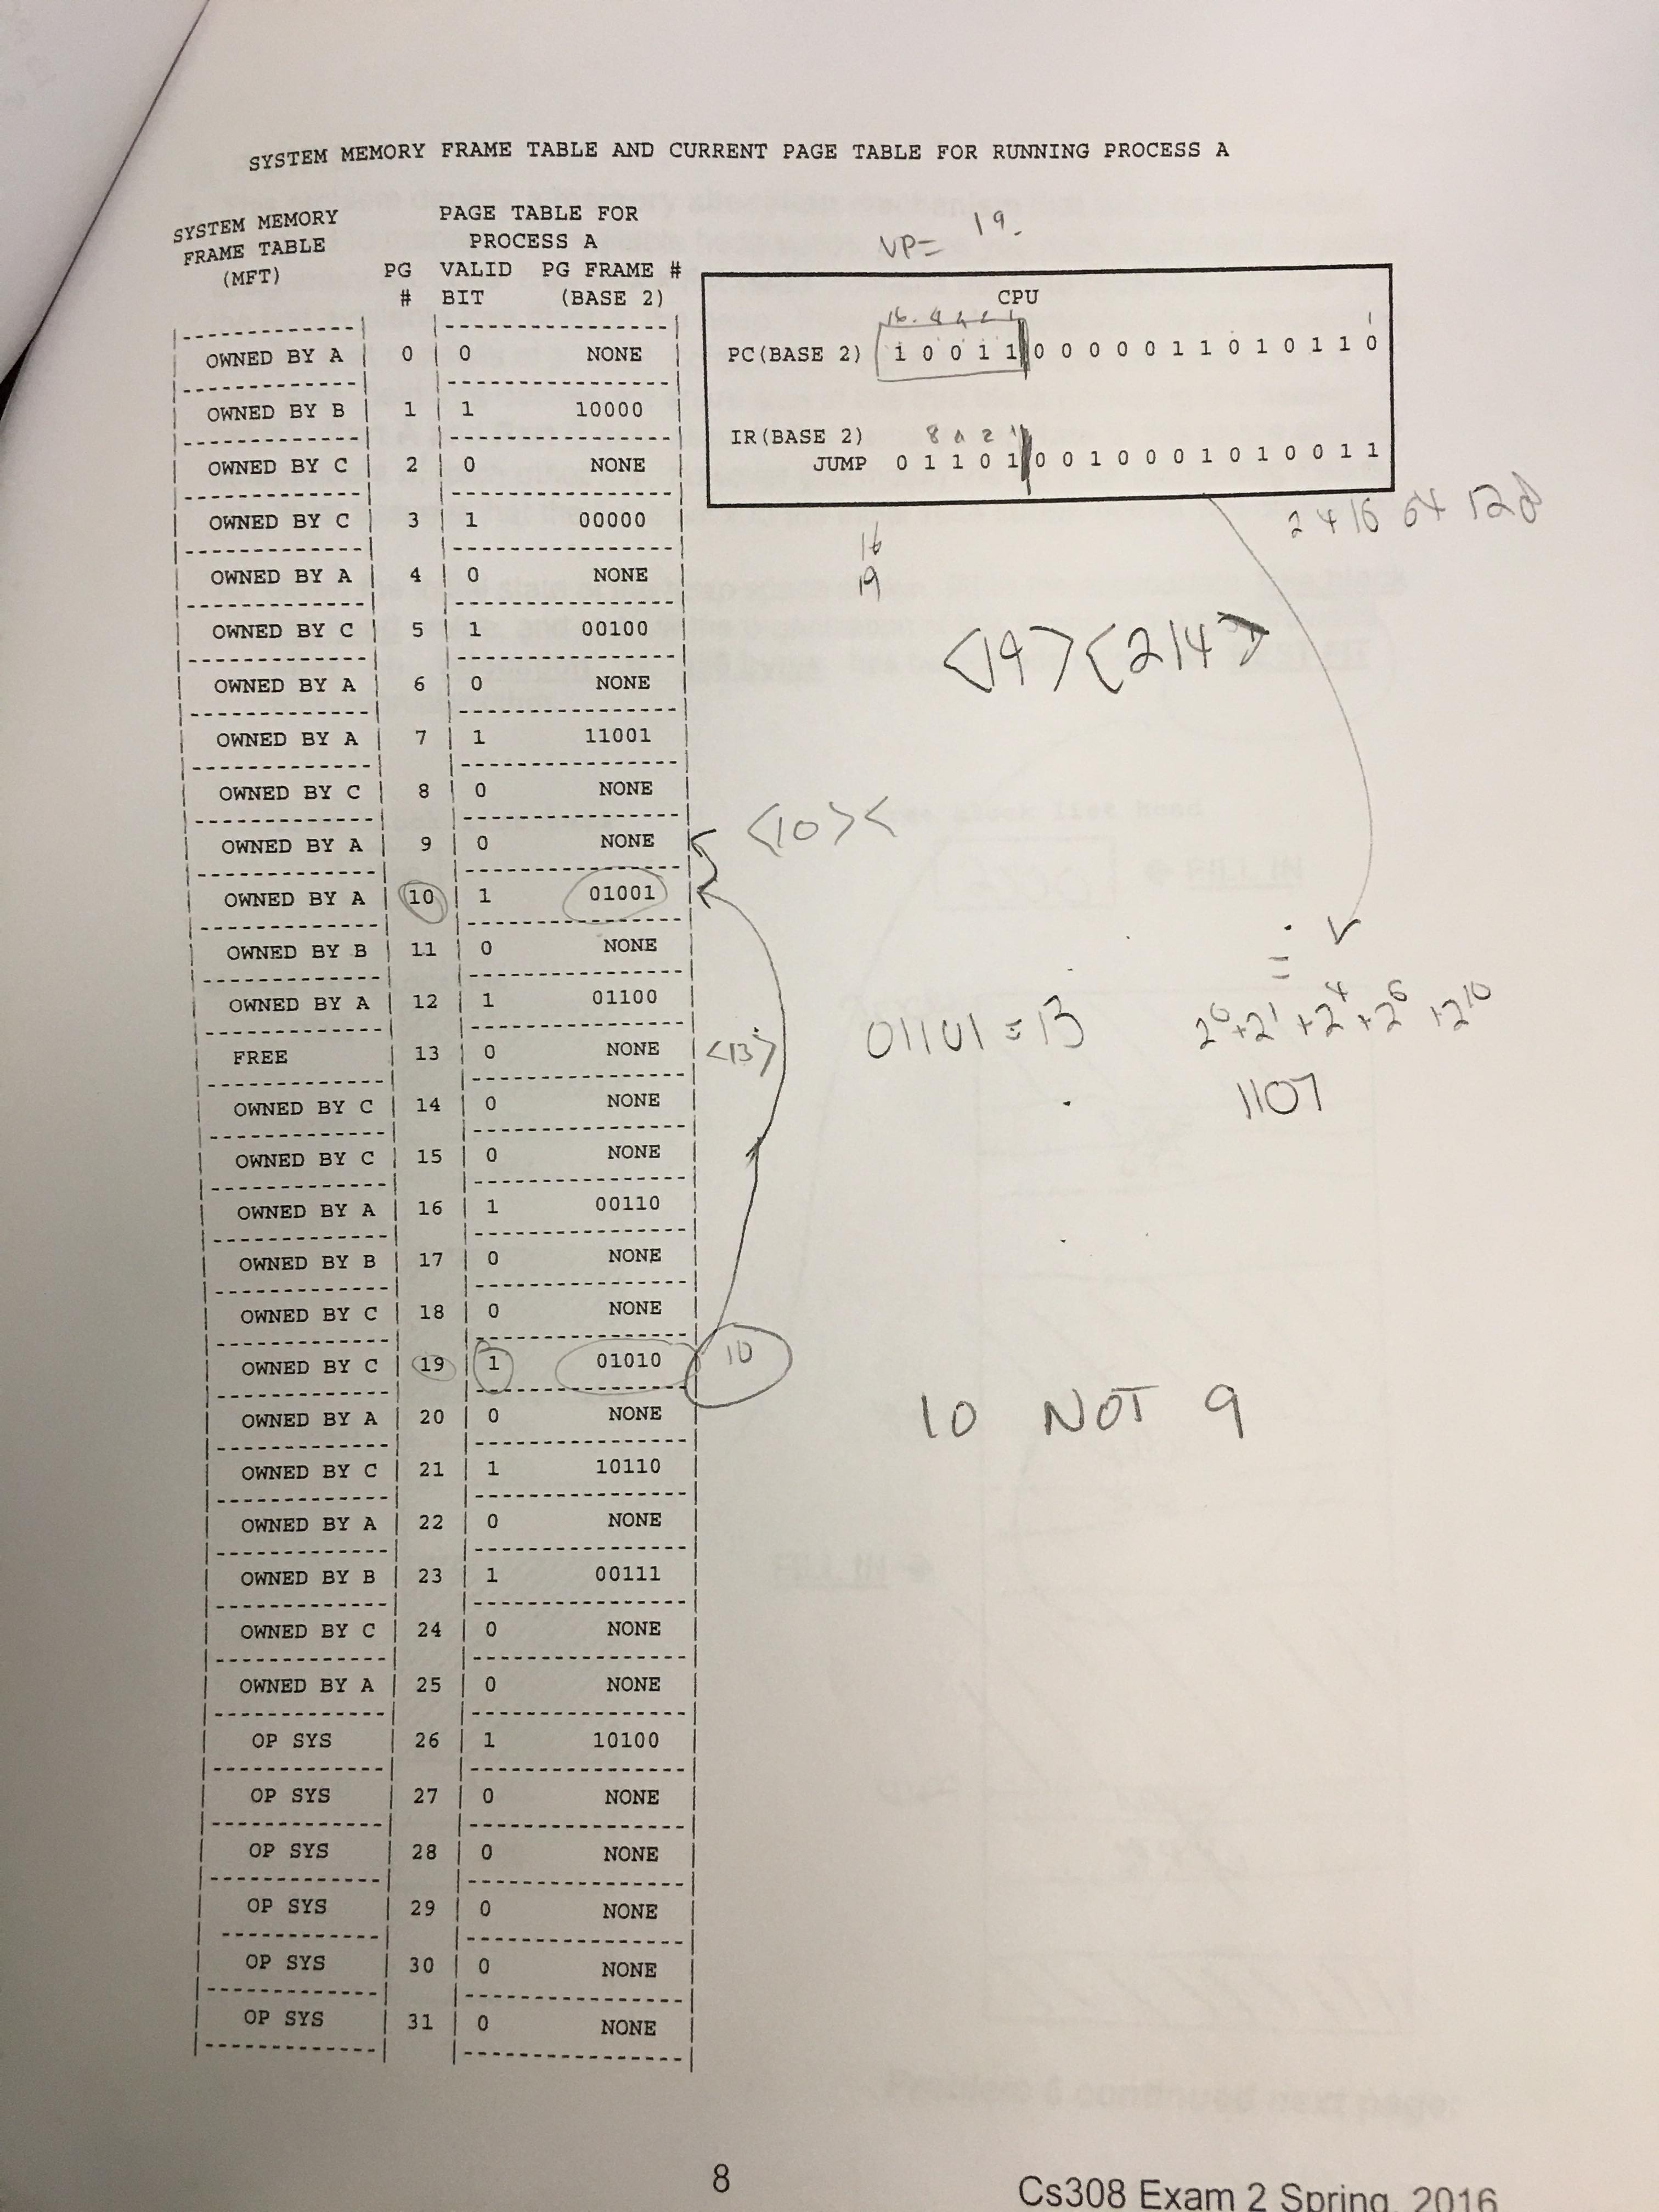 SYSTEM MEMORY FRAME TABLE AND CURRENT PAGE TABLE FOR RUNNING PROCESS A
SYSTEM MEMORY FRAME TABLE (MFT)
PAGE TABLE FOR PROCESS A
PG # VALID BIT PG FRAME # (BASE 2)
VP= 19.
CPU
16 8 4 2 1
PC(BASE 2) 1 0 0 1 1 0 0 0 0 0 1 1 0 1 0 1 1 0
IR(BASE 2) 8 4 2 1
JUMP 0 1 1 0 1 0 0 1 0 0 0 1 0 1 0 0 1 1
2 4 16 64 128
16
19
<19><214>
OWNED BY A 0 0 NONE
OWNED BY B 1 1 10000
OWNED BY C 2 0 NONE
OWNED BY C 3 1 00000
OWNED BY A 4 0 NONE
OWNED BY C 5 1 00100
OWNED BY A 6 0 NONE
OWNED BY A 7 1 11001
OWNED BY C 8 0 NONE
OWNED BY A 9 0 NONE <10><
OWNED BY A 10 1 01001
OWNED BY B 11 0 NONE
OWNED BY A 12 1 01100
FREE 13 0 NONE <13>
01101 = 13
=
2^0+2^1+2^4+2^6+2^10
1107
OWNED BY C 14 0 NONE
OWNED BY C 15 0 NONE
OWNED BY A 16 1 00110
OWNED BY B 17 0 NONE
OWNED BY C 18 0 NONE
OWNED BY C 19 1 01010 10
OWNED BY A 20 0 NONE
10 NOT 9
OWNED BY C 21 1 10110
OWNED BY A 22 0 NONE
OWNED BY B 23 1 00111
OWNED BY C 24 0 NONE
OWNED BY A 25 0 NONE
OP SYS 26 1 10100
OP SYS 27 0 NONE
OP SYS 28 0 NONE
OP SYS 29 0 NONE
OP SYS 30 0 NONE
OP SYS 31 0 NONE
8
Cs308 Exam 2 Spring, 2016